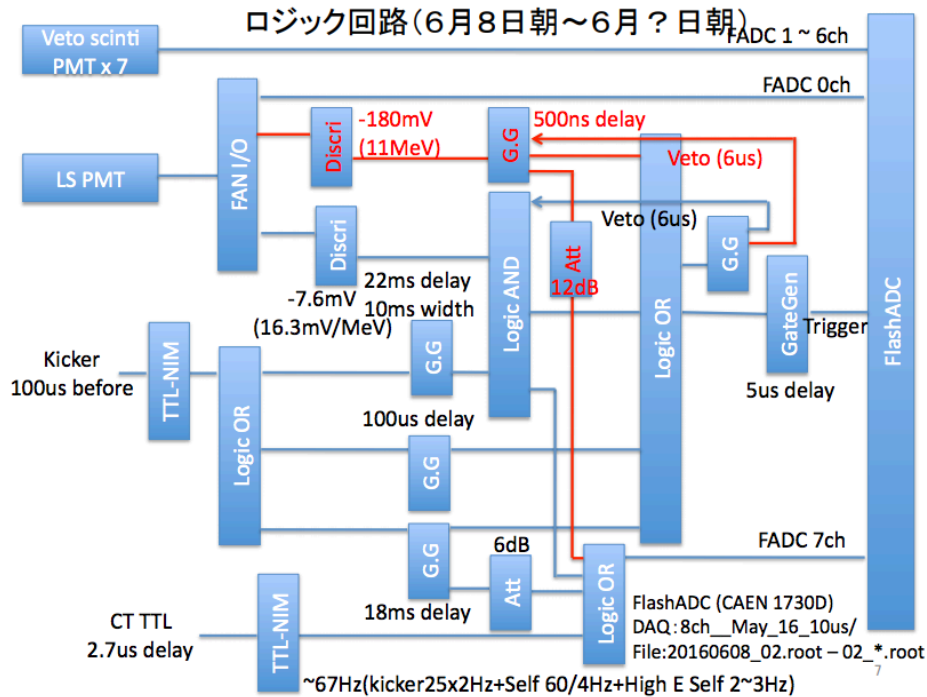 ロジック回路(６月８日朝～６月？日朝)
Veto scinti
PMT x 7
FADC 1 ~ 6ch
FADC 0ch
LS PMT
FAN I/O
Discri
-180mV
(11MeV)
G.G
500ns delay
Veto (6us)
Discri
-7.6mV
(16.3mV/MeV)
22ms delay
10ms width
Logic AND
Veto (6us)
Att
12dB
G.G
Logic OR
GateGen
Trigger
5us delay
FlashADC
Kicker
100us before
TTL-NIM
Logic OR
G.G
100us delay
G.G
G.G
18ms delay
6dB
Att
Logic OR
FADC 7ch
CT TTL
2.7us delay
TTL-NIM
FlashADC (CAEN 1730D)
DAQ：8ch__May_16_10us/
File:20160608_02.root – 02_*.root
7
~67Hz(kicker25x2Hz+Self 60/4Hz+High E Self 2~3Hz)